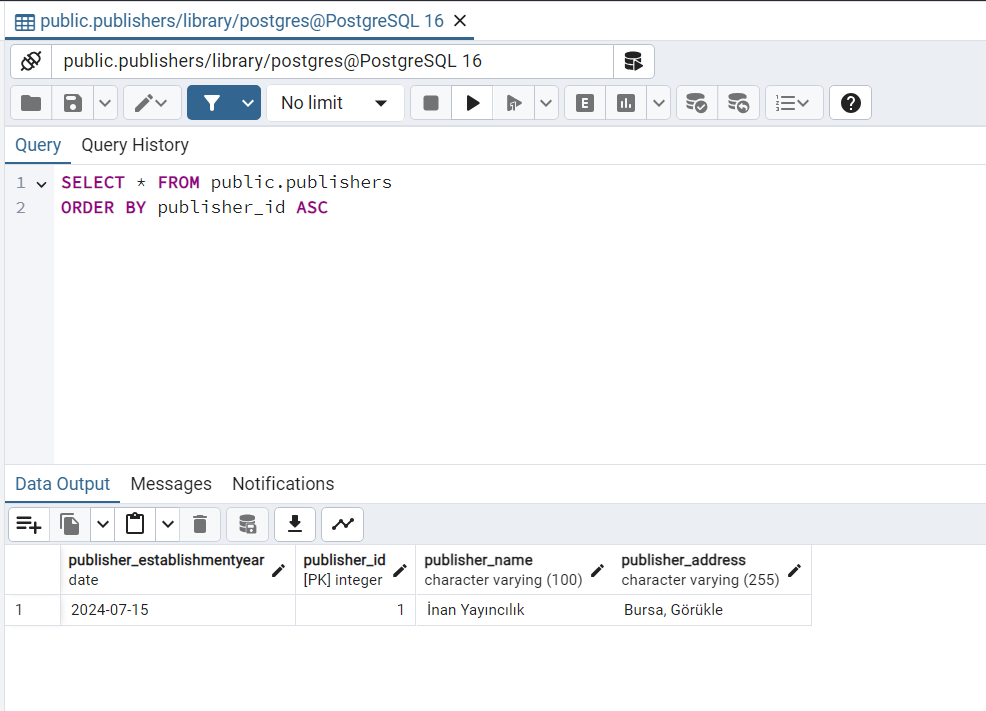 public.publishers/library/postgres@PostgreSQL 16
public.publishers/library/postgres@PostgreSQL 16
No limit
E
?
Query Query History
1 SELECT * FROM public.publishers
2 ORDER BY publisher_id ASC
Data Output Messages Notifications
publisher_establishmentyear publisher_id publisher_name publisher_address
date [PK] integer character varying (100) character varying (255)
1 2024-07-15 1 İnan Yayıncılık Bursa, Görükle